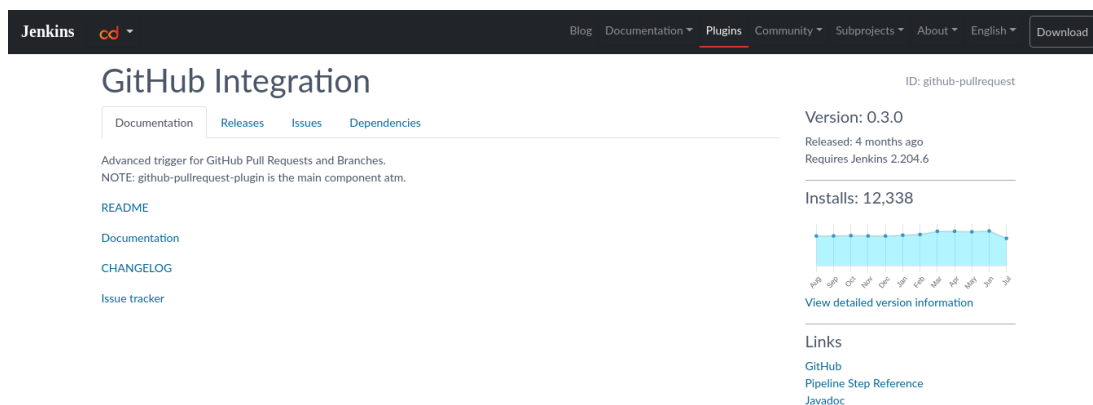 Jenkins cd Blog Documentation Plugins Community Subprojects About English Download
GitHub Integration
ID: github-pullrequest
Documentation Releases Issues Dependencies
Advanced trigger for GitHub Pull Requests and Branches.
NOTE: github-pullrequest-plugin is the main component atm.
README
Documentation
CHANGELOG
Issue tracker
Version: 0.3.0
Released: 4 months ago
Requires Jenkins 2.204.6
Installs: 12,338
Aug Sep Oct Nov Dec Jan Feb Mar Apr May Jun Jul
View detailed version information
Links
GitHub
Pipeline Step Reference
Javadoc